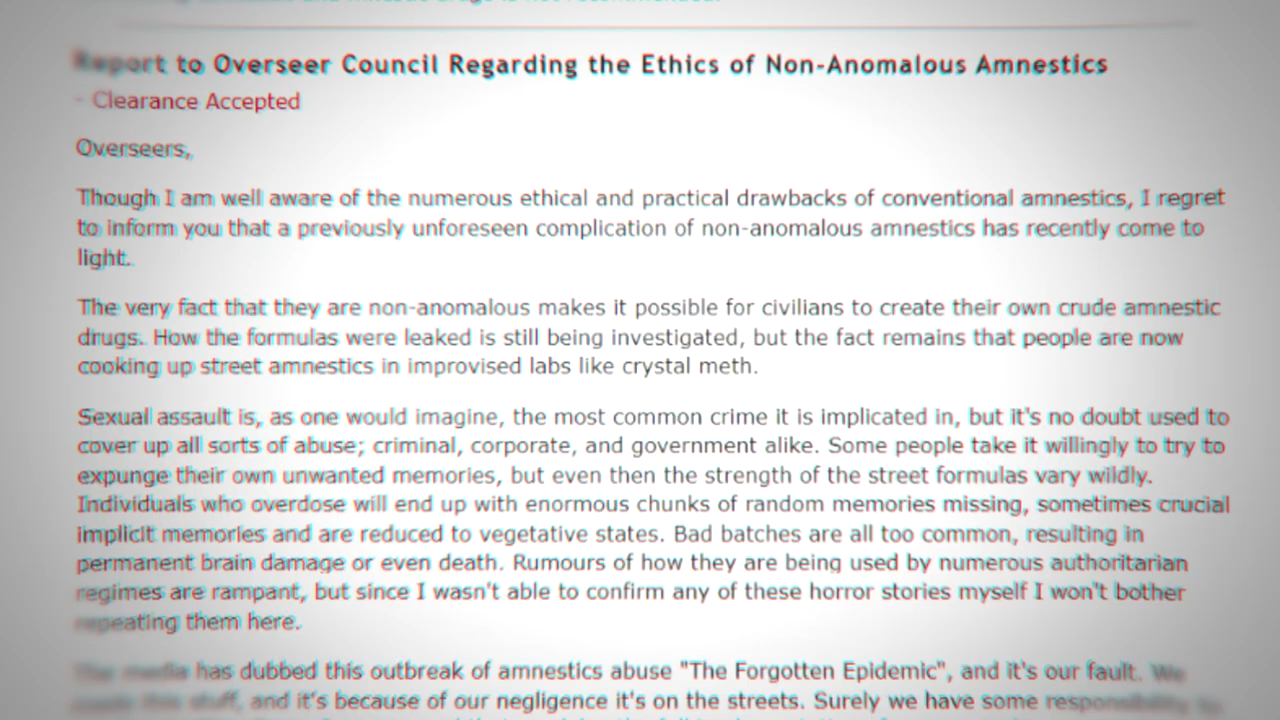 Report to Overseer Council Regarding the Ethics of Non-Anomalous Amnestics
- Clearance Accepted
Overseers,
Though I am well aware of the numerous ethical and practical drawbacks of conventional amnestics, I regret
to inform you that a previously unforeseen complication of non-anomalous amnestics has recently come to
light.
The very fact that they are non-anomalous makes it possible for civilians to create their own crude amnestic
drugs. How the formulas were leaked is still being investigated, but the fact remains that people are now
cooking up street amnestics in improvised labs like crystal meth.
Sexual assault is, as one would imagine, the most common crime it is implicated in, but it's no doubt used to
cover up all sorts of abuse; criminal, corporate, and government alike. Some people take it willingly to try to
expunge their own unwanted memories, but even then the strength of the street formulas vary wildly.
Individuals who overdose will end up with enormous chunks of random memories missing, sometimes crucial
implicit memories and are reduced to vegetative states. Bad batches are all too common, resulting in
permanent brain damage or even death. Rumours of how they are being used by numerous authoritarian
regimes are rampant, but since I wasn't able to confirm any of these horror stories myself I won't bother
repeating them here.
The media has dubbed this outbreak of amnestics abuse "The Forgotten Epidemic", and it's our fault. We
made this stuff, and it's because of our negligence it's on the streets. Surely we have some responsibility to